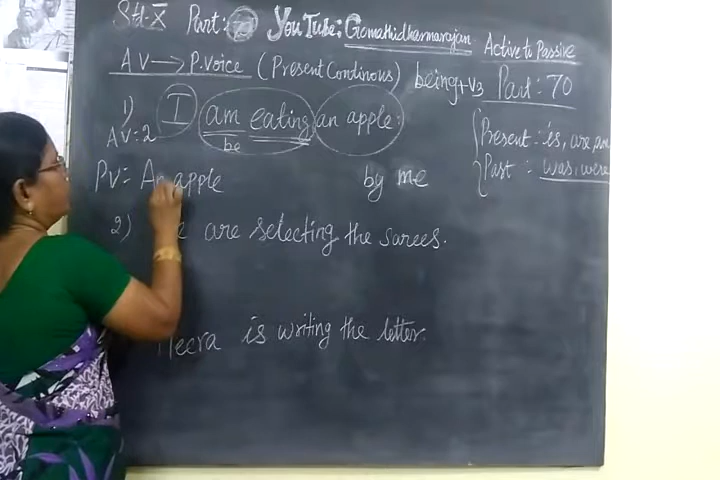 Std-X Part: YouTube: Gomathidharmarajan
Active to Passive
AV → P.Voice (Present Continous) being+V3 Part: 70
1) I am eating an apple.
AV: 2 be
Present : is, are, am
Past : was, were
PV: An apple by me
2) are selecting the sarees.
Meera is writing the letter.